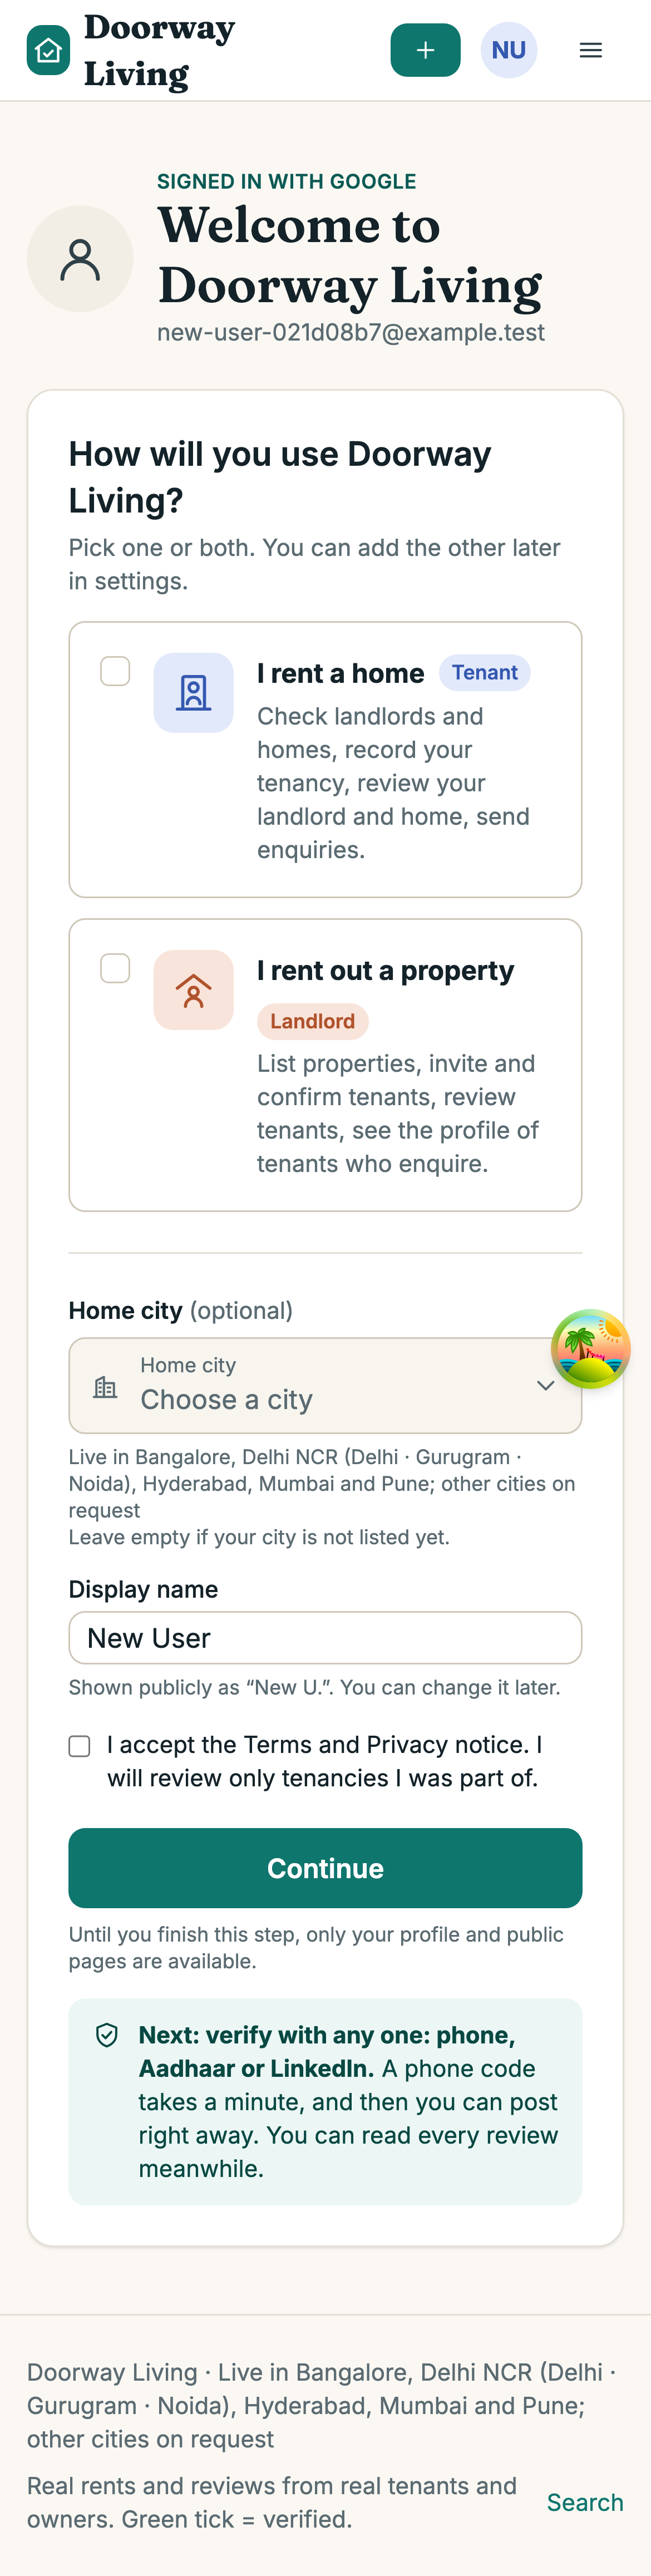 Doorway
Living
NU
SIGNED IN WITH GOOGLE
Welcome to
Doorway Living
new-user-021d08b7@example.test
How will you use Doorway
Living?
Pick one or both. You can add the other later
in settings.
I rent a home Tenant
Check landlords and
homes, record your
tenancy, review your
landlord and home, send
enquiries.
I rent out a property
Landlord
List properties, invite and
confirm tenants, review
tenants, see the profile of
tenants who enquire.
Home city (optional)
Home city
Choose a city
Live in Bangalore, Delhi NCR (Delhi · Gurugram ·
Noida), Hyderabad, Mumbai and Pune; other cities on
request
Leave empty if your city is not listed yet.
Display name
New User
Shown publicly as “New U.”. You can change it later.
I accept the Terms and Privacy notice. I
will review only tenancies I was part of.
Continue
Until you finish this step, only your profile and public
pages are available.
Next: verify with any one: phone,
Aadhaar or LinkedIn. A phone code
takes a minute, and then you can post
right away. You can read every review
meanwhile.
Doorway Living · Live in Bangalore, Delhi NCR (Delhi ·
Gurugram · Noida), Hyderabad, Mumbai and Pune;
other cities on request
Real rents and reviews from real tenants and
owners. Green tick = verified.
Search